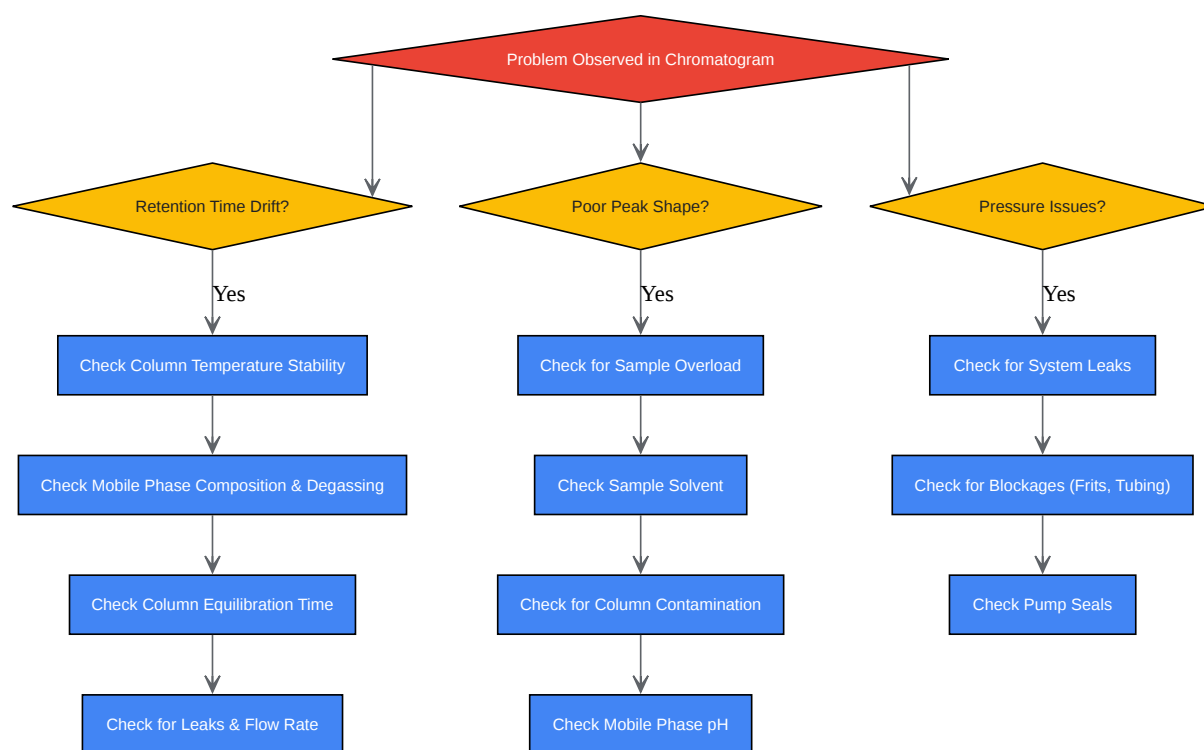 Problem Observed in Chromatogram
Retention Time Drift?
Poor Peak Shape?
Pressure Issues?
Yes
Yes
Yes
Check Column Temperature Stability
Check for Sample Overload
Check for System Leaks
Check Mobile Phase Composition & Degassing
Check Sample Solvent
Check for Blockages (Frits, Tubing)
Check Column Equilibration Time
Check for Column Contamination
Check Pump Seals
Check for Leaks & Flow Rate
Check Mobile Phase pH